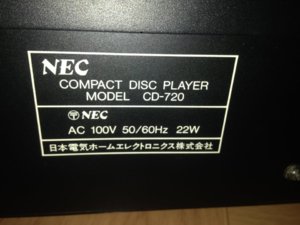 NEC
COMPACT DISC PLAYER
MODEL CD-720
NEC
AC 100V 50/60Hz 22W
日本電気ホームエレクトロニクス株式会社